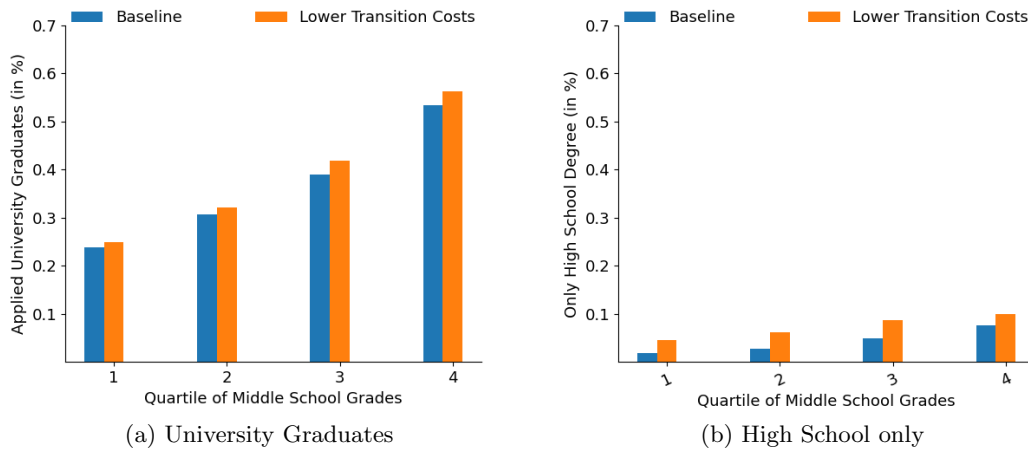 Baseline
Lower Transition Costs
0.7
0.6
0.5
0.4
0.3
0.2
0.1
Applied University Graduates (in %)
1 2 3 4
Quartile of Middle School Grades
(a) University Graduates
Baseline
Lower Transition Costs
0.7
0.6
0.5
0.4
0.3
0.2
0.1
Only High School Degree (in %)
1 2 3 4
Quartile of Middle School Grades
(b) High School only